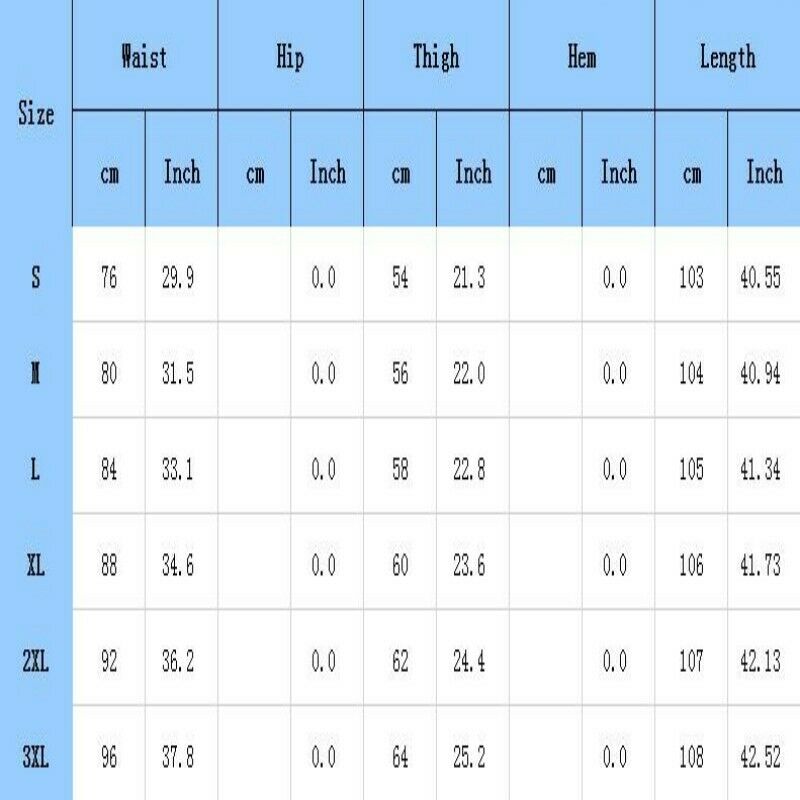 Waist Hip Thigh Hem Length
Size
cm Inch cm Inch cm Inch cm Inch cm Inch
S 76 29.9 0.0 54 21.3 0.0 103 40.55
M 80 31.5 0.0 56 22.0 0.0 104 40.94
L 84 33.1 0.0 58 22.8 0.0 105 41.34
XL 88 34.6 0.0 60 23.6 0.0 106 41.73
2XL 92 36.2 0.0 62 24.4 0.0 107 42.13
3XL 96 37.8 0.0 64 25.2 0.0 108 42.52